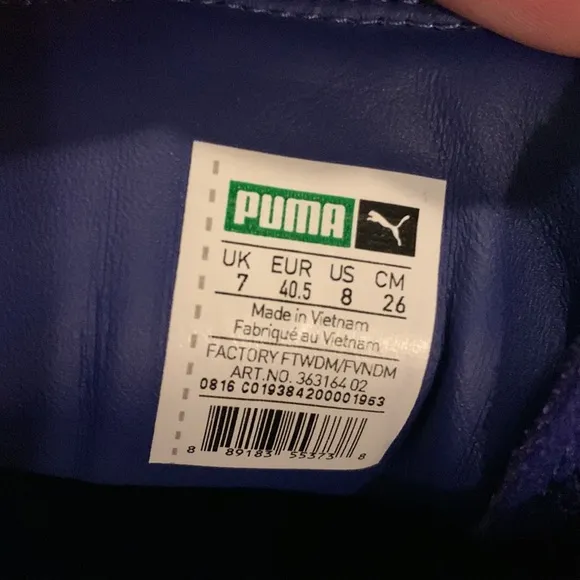 PUMA
UK EUR US CM
7 40.5 8 26
Made in Vietnam
Fabriqué au Vietnam
FACTORY FTWDM/FVNDM
ART.NO. 363164 02
0816 C019384200001963
8 89183 55373 8